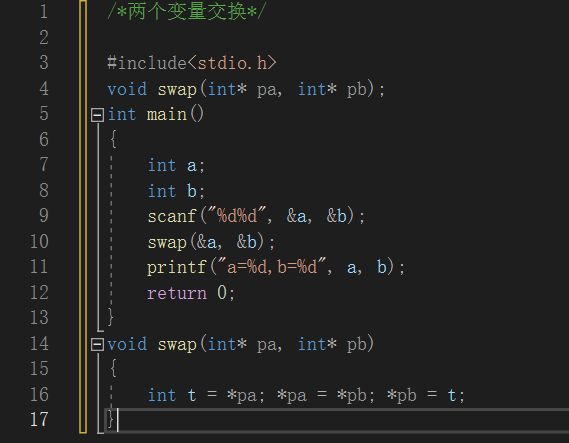 1 /*两个变量交换*/
2
3 #include<stdio.h>
4 void swap(int* pa, int* pb);
5 int main()
6 {
7 int a;
8 int b;
9 scanf("%d%d", &a, &b);
10 swap(&a, &b);
11 printf("a=%d,b=%d", a, b);
12 return 0;
13 }
14 void swap(int* pa, int* pb)
15 {
16 int t = *pa; *pa = *pb; *pb = t;
17 }